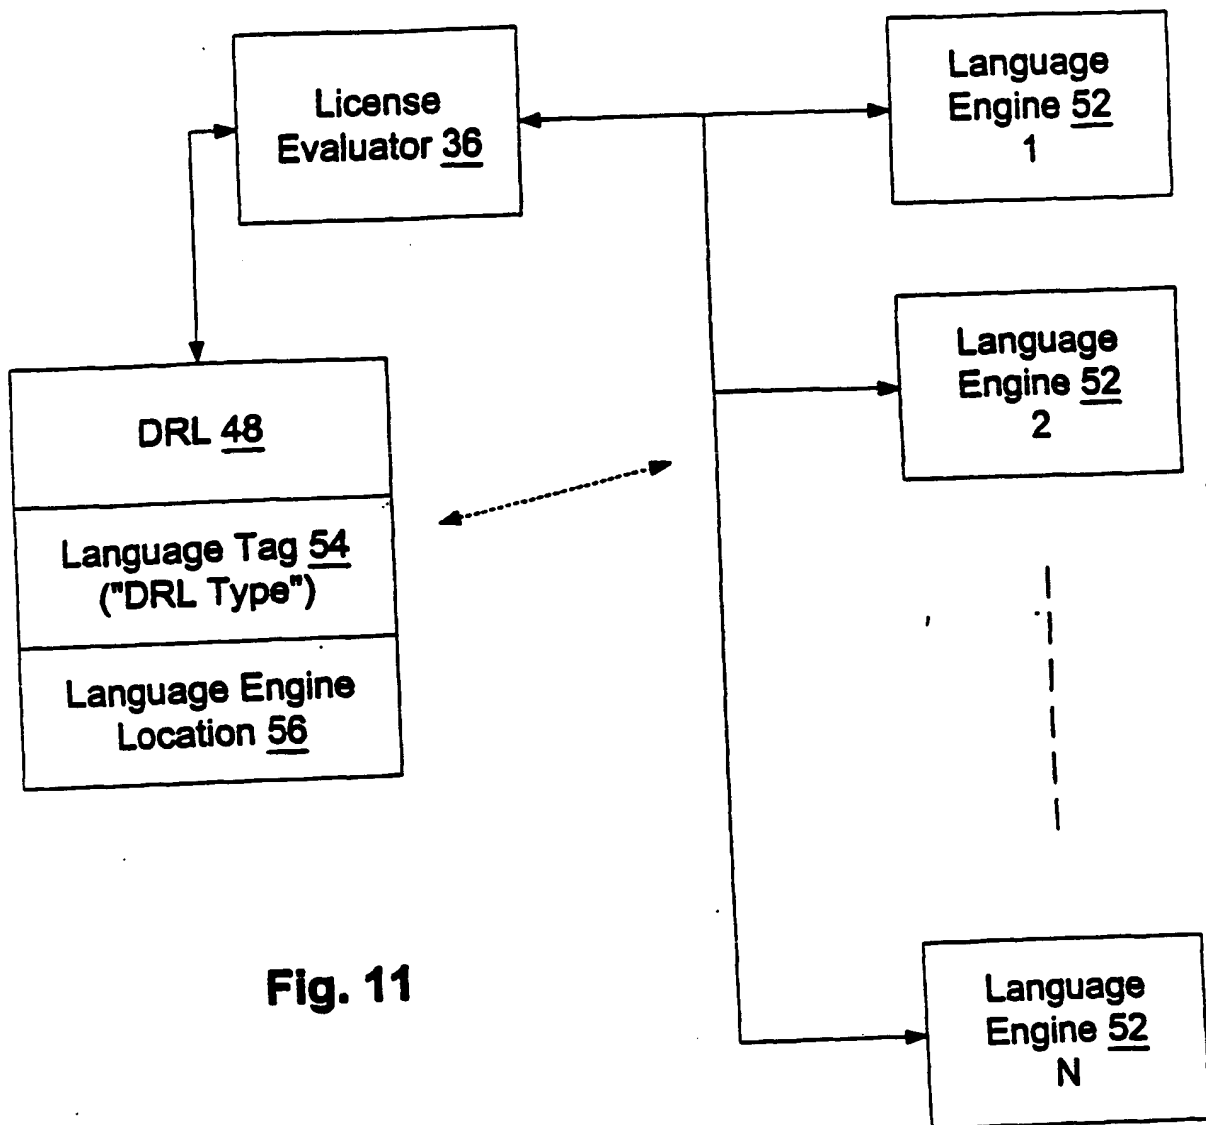 License
Evaluator 36
Language
Engine 52
1
Language
Engine 52
2
DRL 48
Language Tag 54
("DRL Type")
Language Engine
Location 56
Language
Engine 52
N
Fig. 11